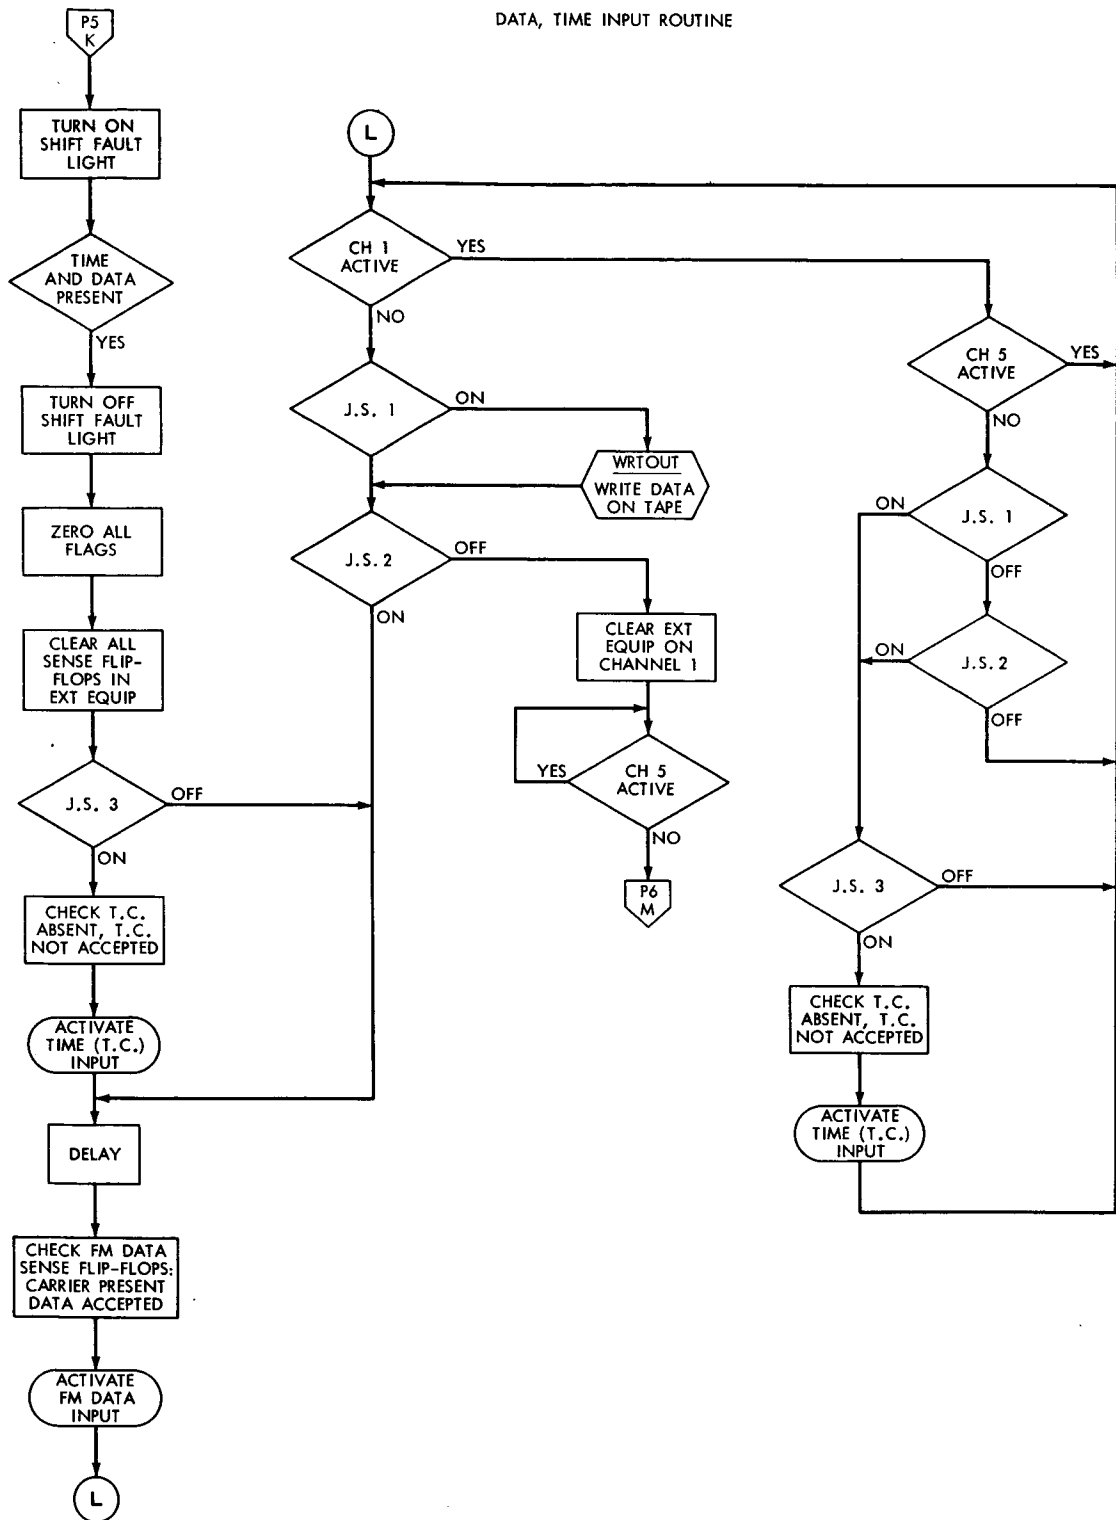 DATA, TIME INPUT ROUTINE
P5
K
TURN ON
SHIFT FAULT
LIGHT
TIME
AND DATA
PRESENT
YES
TURN OFF
SHIFT FAULT
LIGHT
ZERO ALL
FLAGS
CLEAR ALL
SENSE FLIP-
FLOPS IN
EXT EQUIP
J.S. 3
OFF
ON
CHECK T.C.
ABSENT, T.C.
NOT ACCEPTED
ACTIVATE
TIME (T.C.)
INPUT
DELAY
CHECK FM DATA
SENSE FLIP-FLOPS:
CARRIER PRESENT
DATA ACCEPTED
ACTIVATE
FM DATA
INPUT
L
L
CH 1
ACTIVE
YES
NO
J.S. 1
ON
WRTOUT
WRITE DATA
ON TAPE
J.S. 2
OFF
ON
CLEAR EXT
EQUIP ON
CHANNEL 1
CH 5
ACTIVE
YES
NO
P6
M
CH 5
ACTIVE
YES
NO
J.S. 1
ON
OFF
J.S. 2
ON
OFF
J.S. 3
OFF
ON
CHECK T.C.
ABSENT, T.C.
NOT ACCEPTED
ACTIVATE
TIME (T.C.)
INPUT